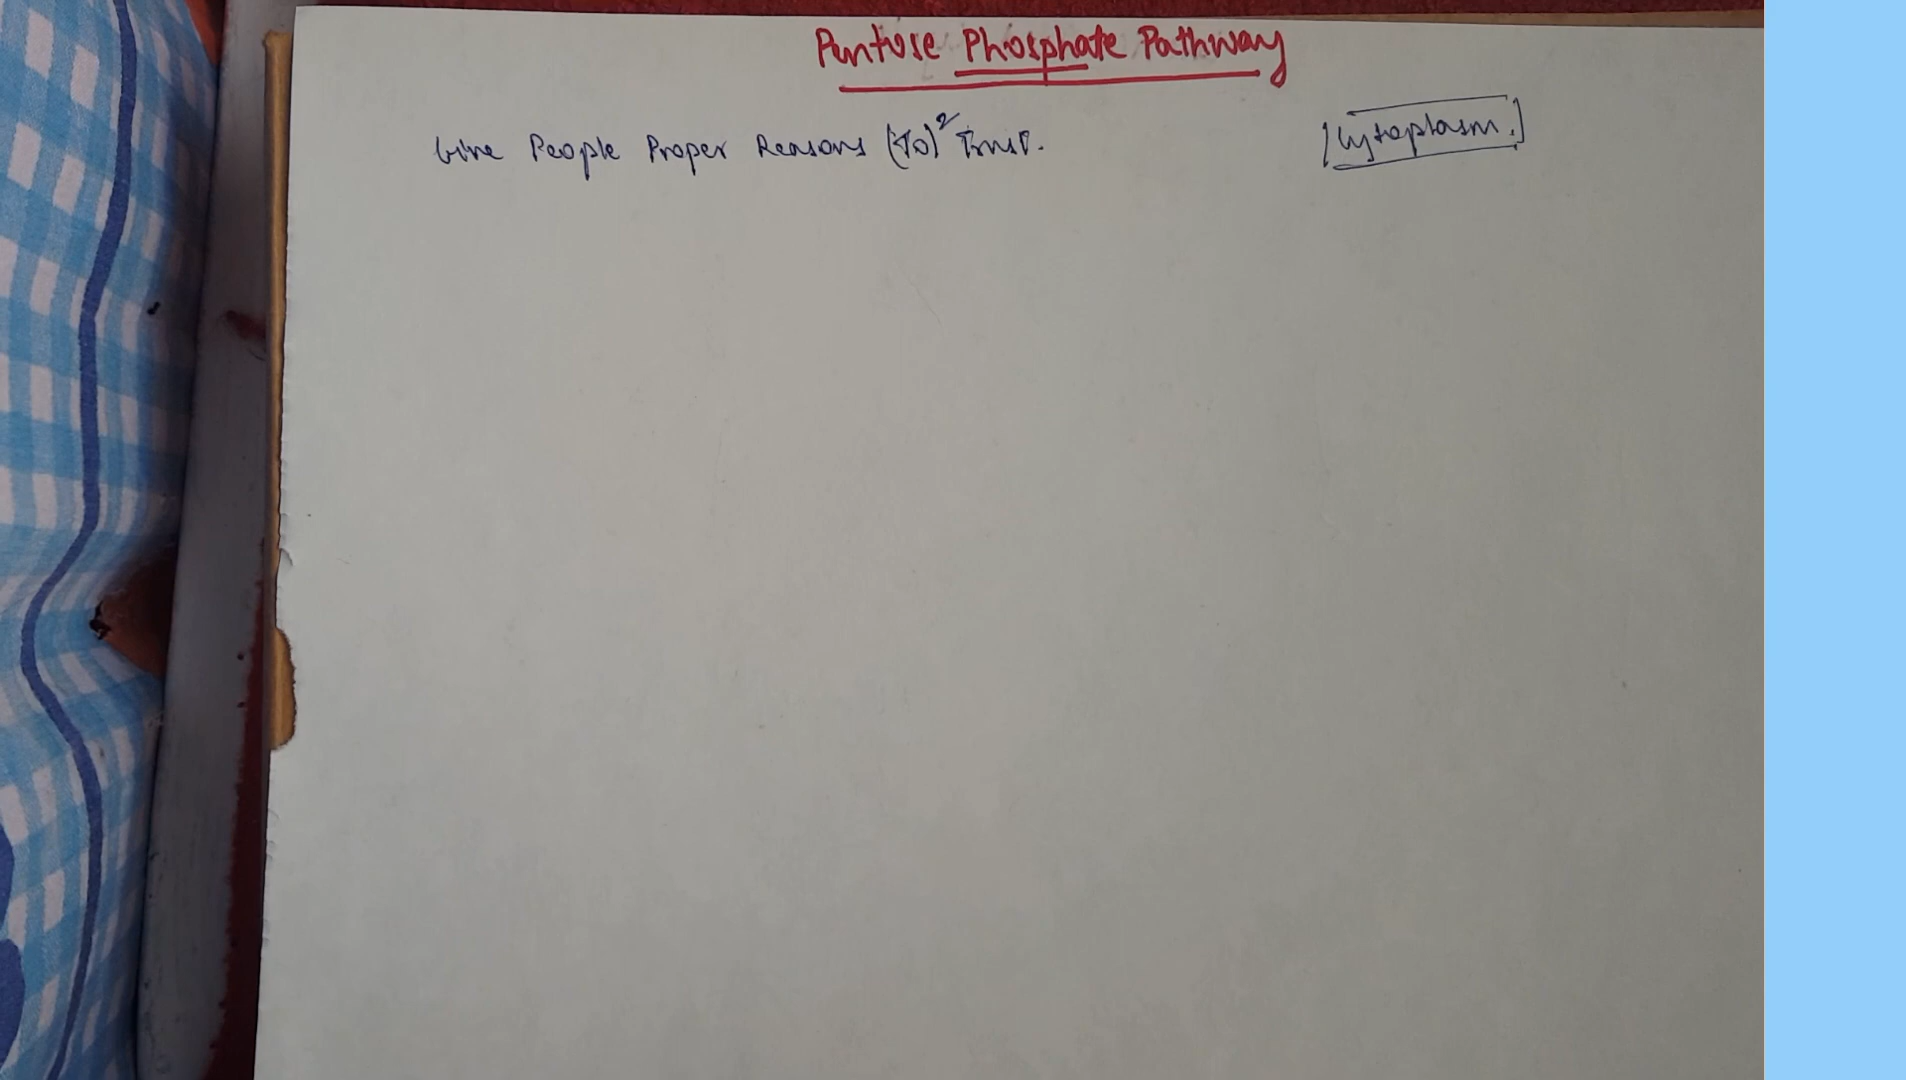 Pentose Phosphate Pathway
Give People Proper Reasons (To)² Trust.
[Cytoplasm.]